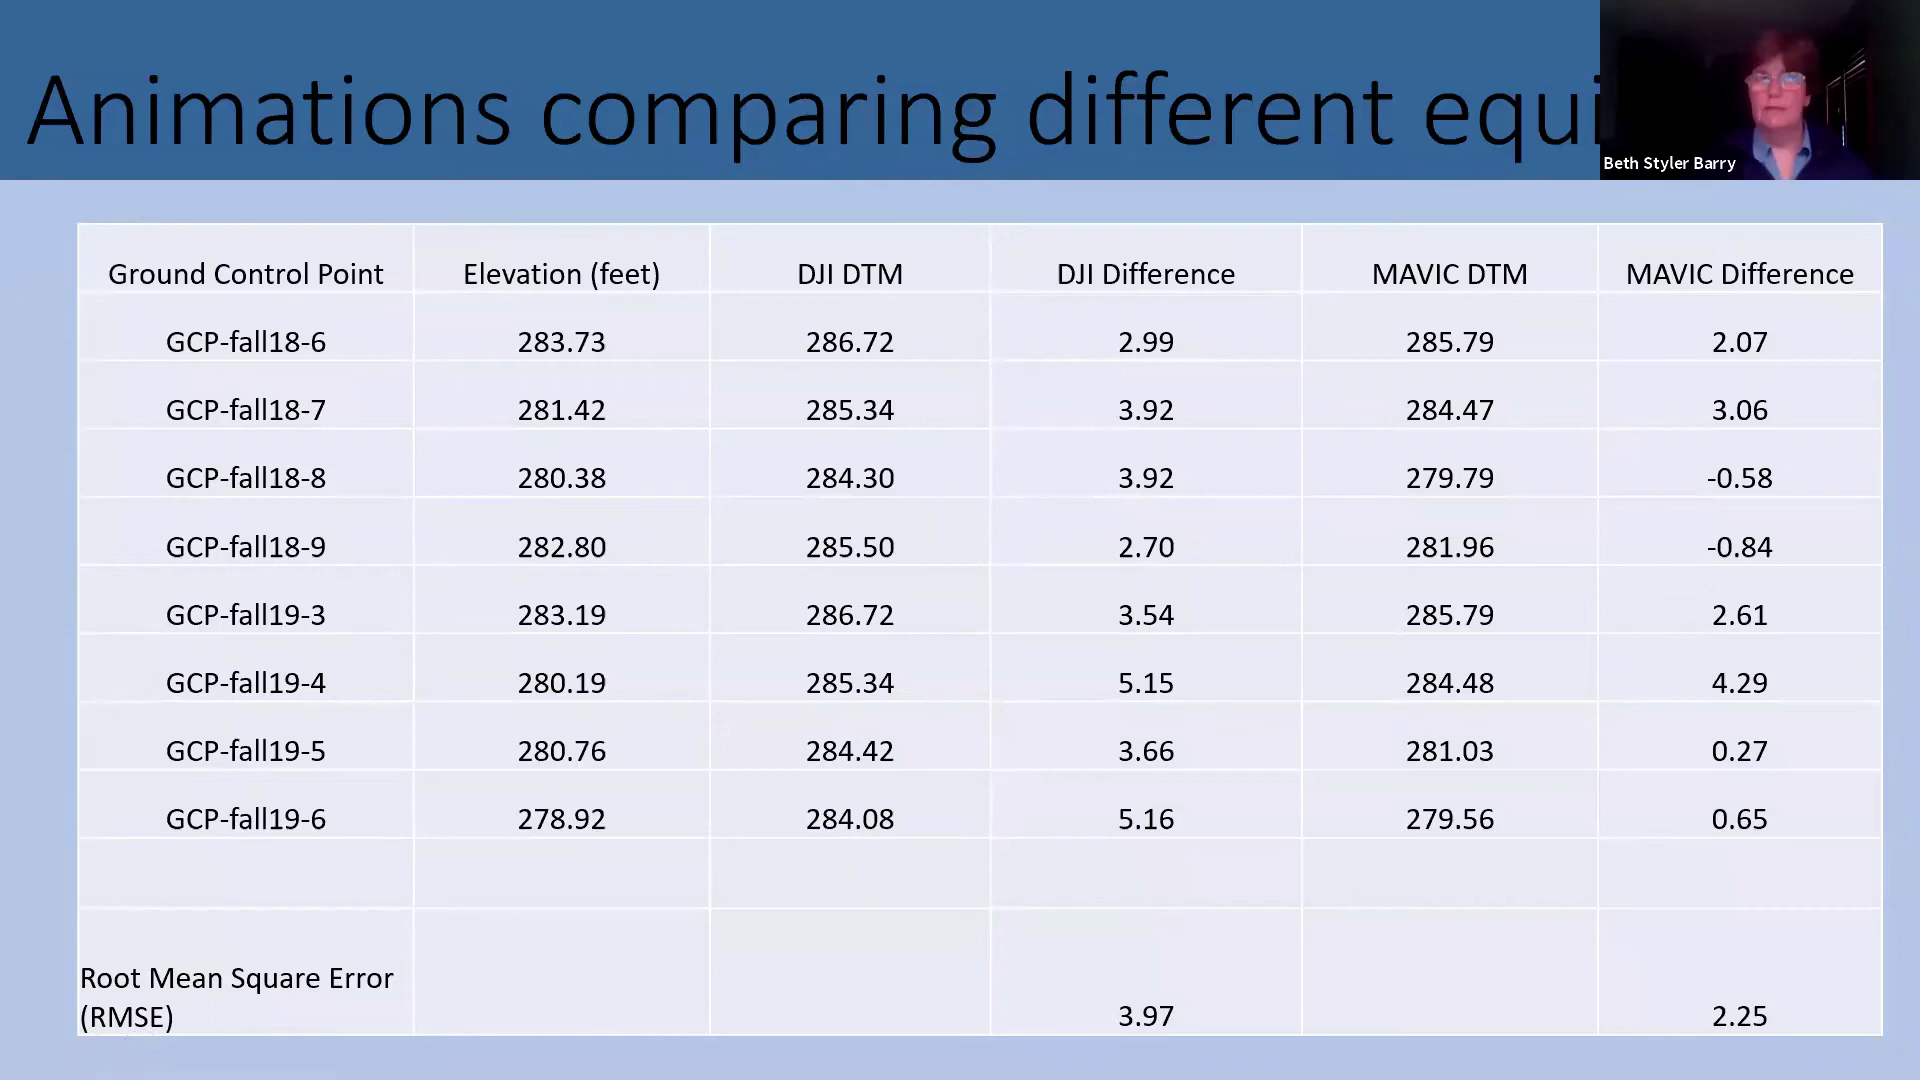 Animations comparing different equi
Beth Styler Barry
Ground Control Point Elevation (feet) DJI DTM DJI Difference MAVIC DTM MAVIC Difference
GCP-fall18-6 283.73 286.72 2.99 285.79 2.07
GCP-fall18-7 281.42 285.34 3.92 284.47 3.06
GCP-fall18-8 280.38 284.30 3.92 279.79 -0.58
GCP-fall18-9 282.80 285.50 2.70 281.96 -0.84
GCP-fall19-3 283.19 286.72 3.54 285.79 2.61
GCP-fall19-4 280.19 285.34 5.15 284.48 4.29
GCP-fall19-5 280.76 284.42 3.66 281.03 0.27
GCP-fall19-6 278.92 284.08 5.16 279.56 0.65
Root Mean Square Error
(RMSE) 3.97 2.25